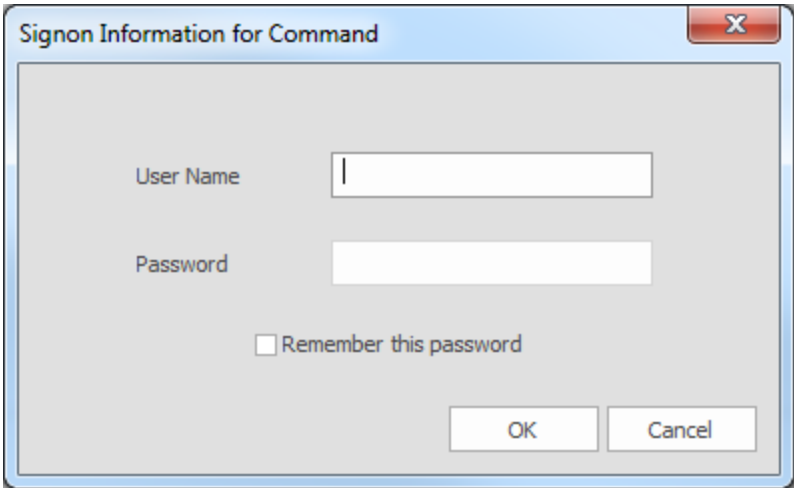 Signon Information for Command
User Name
Password
Remember this password
OK Cancel